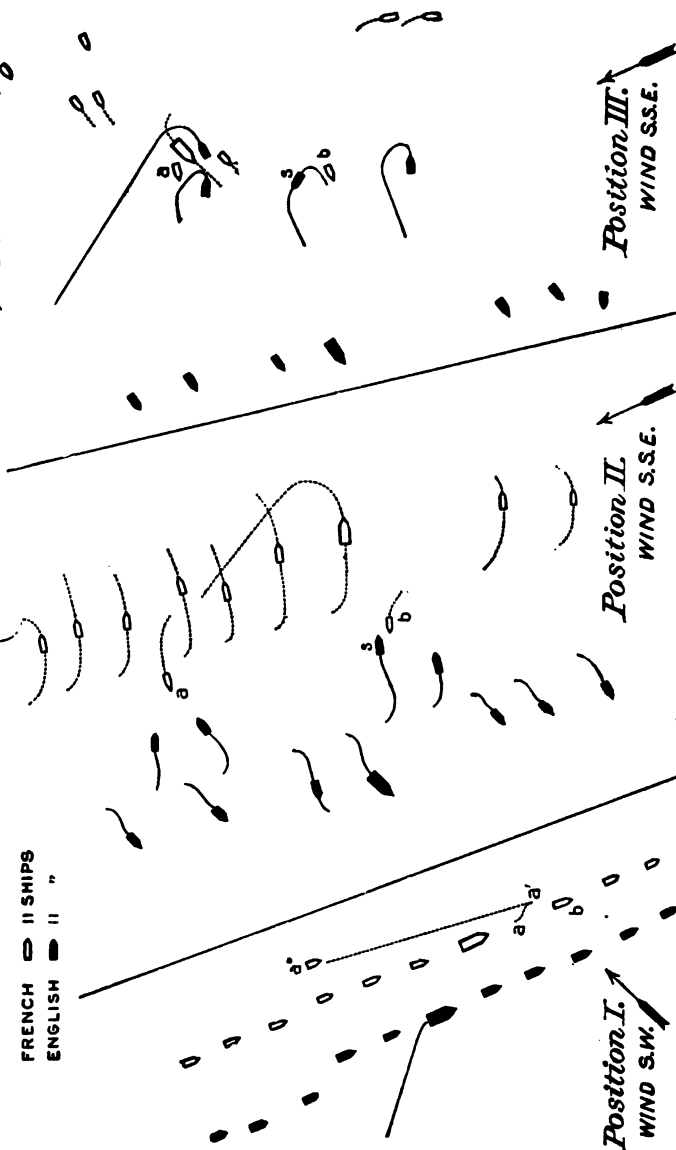 FRENCH 11 SHIPS
ENGLISH 11 "
a"
a
a'
b
Position I.
WIND S.W.
a
s
b
Position II.
WIND S.S.E.
a
s
b
Position III.
WIND S.S.E.